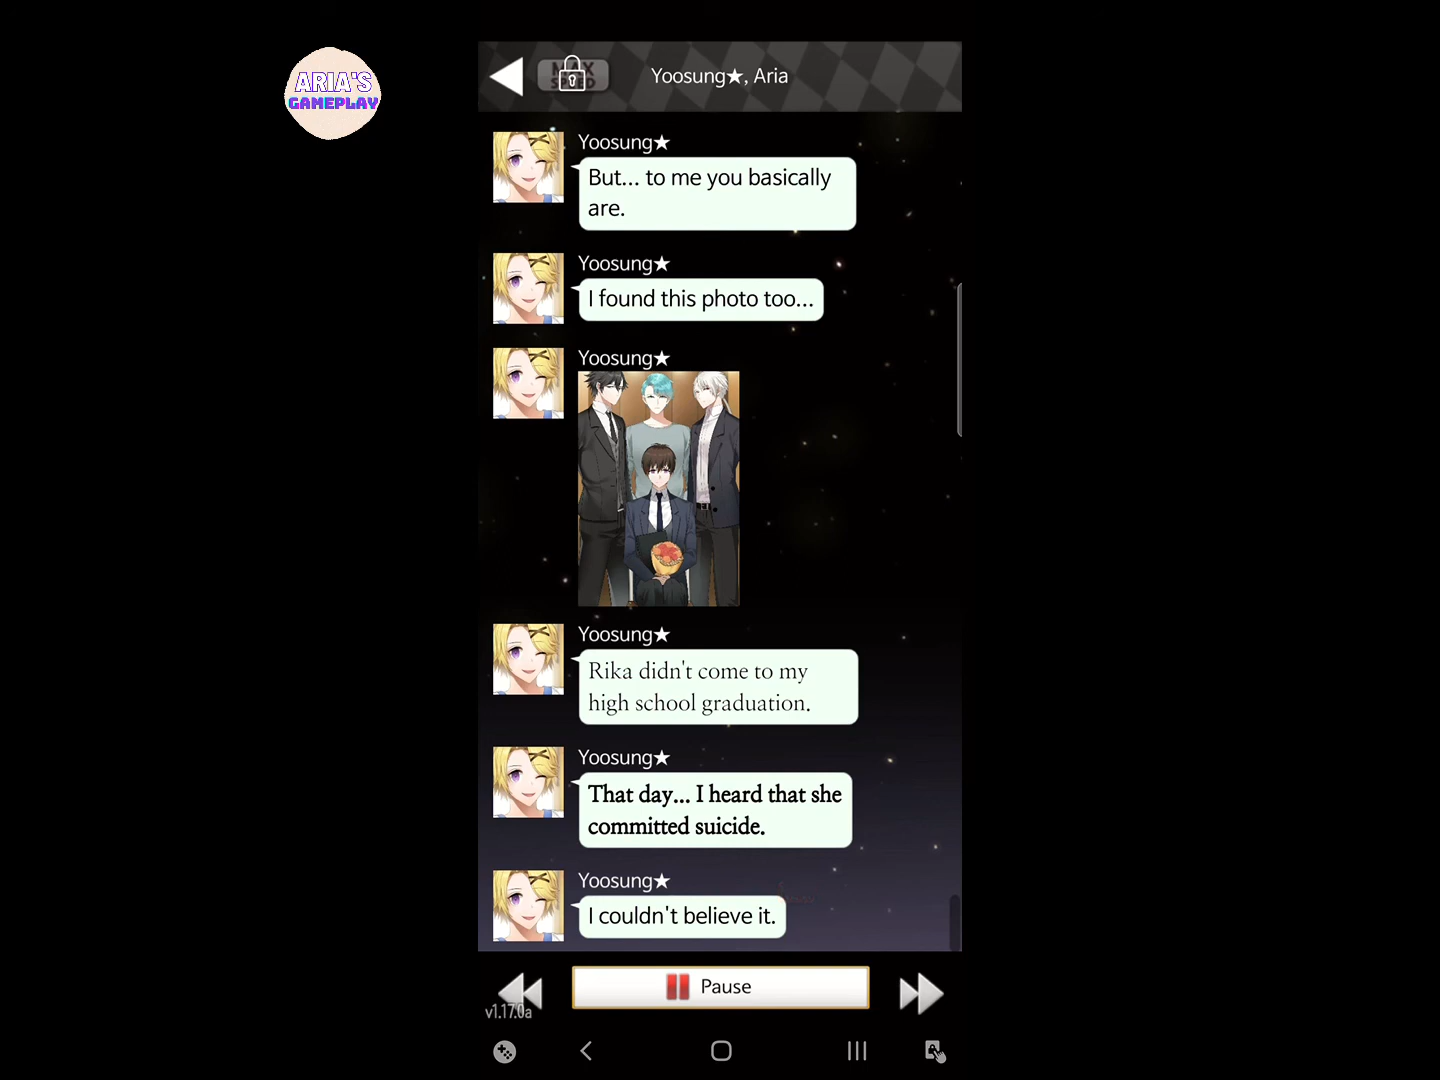 ARIA'S
GAMEPLAY
MAX
SPEED
Yoosung★, Aria
Yoosung★
But... to me you basically
are.
Yoosung★
I found this photo too...
Yoosung★
Yoosung★
Rika didn't come to my
high school graduation.
Yoosung★
That day... I heard that she
committed suicide.
Yoosung★
I couldn't believe it.
Pause
v1.17.0a